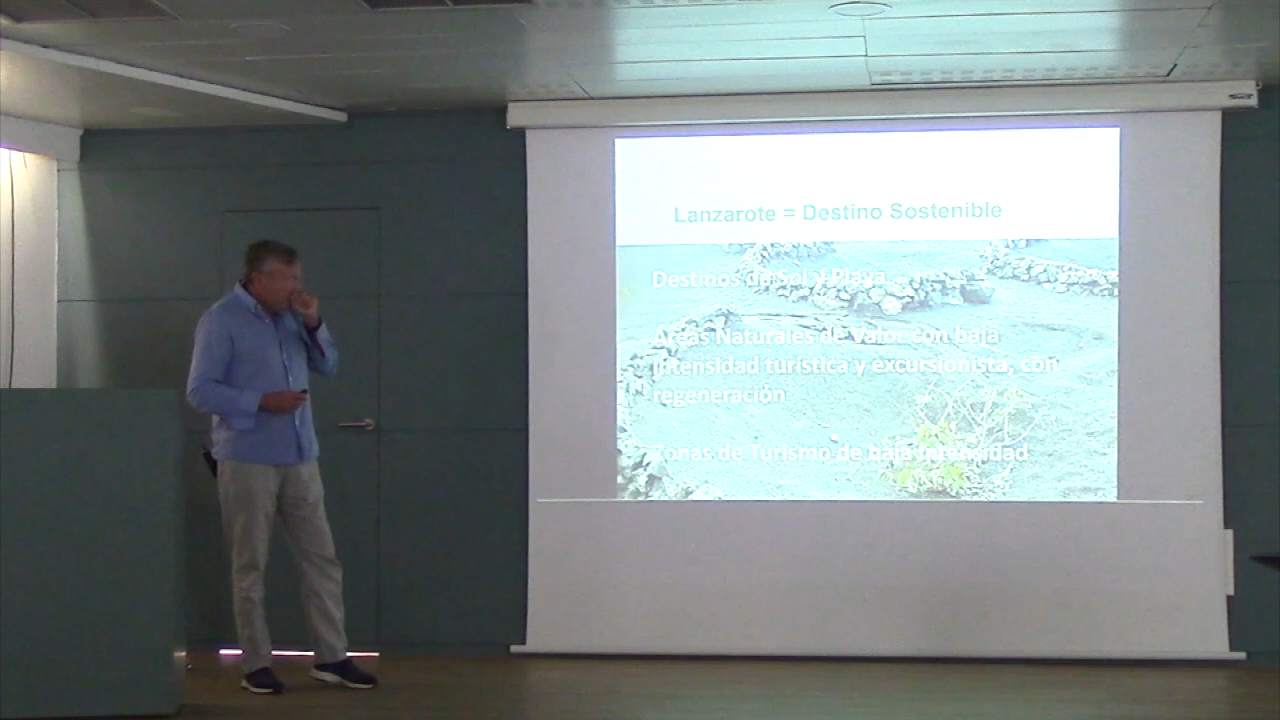 Lanzarote = Destino Sostenible
Destinos de Sol y Playa
Areas Naturales de Valor con baja
intensidad turística y excursionista, con
regeneración
Zonas de Turismo de baja intensidad